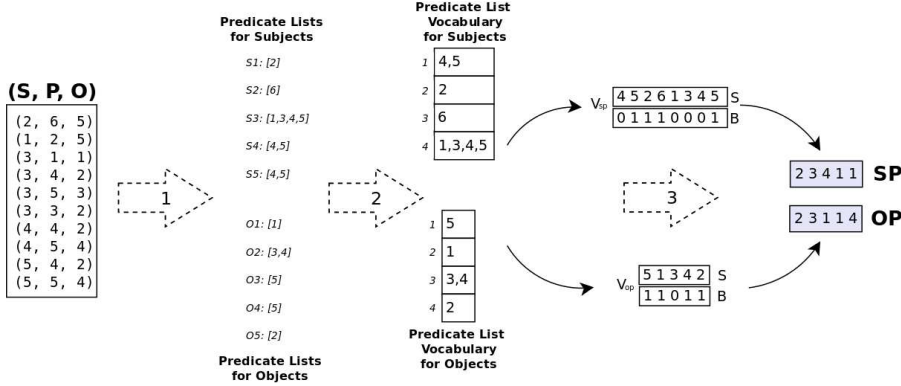 (S, P, O)
(2, 6, 5)
(1, 2, 5)
(3, 1, 1)
(3, 4, 2)
(3, 5, 3)
(3, 3, 2)
(4, 4, 2)
(4, 5, 4)
(5, 4, 2)
(5, 5, 4)
1
Predicate Lists
for Subjects
S1: [2]
S2: [6]
S3: [1,3,4,5]
S4: [4,5]
S5: [4,5]
O1: [1]
O2: [3,4]
O3: [5]
O4: [5]
O5: [2]
Predicate Lists
for Objects
2
Predicate List
Vocabulary
for Subjects
1 4,5
2 2
3 6
4 1,3,4,5
1 5
2 1
3 3,4
4 2
Predicate List
Vocabulary
for Objects
3
Vsp 4 5 2 6 1 3 4 5 S
0 1 1 1 0 0 0 1 B
Vop 5 1 3 4 2 S
1 1 0 1 1 B
2 3 4 1 1 SP
2 3 1 1 4 OP